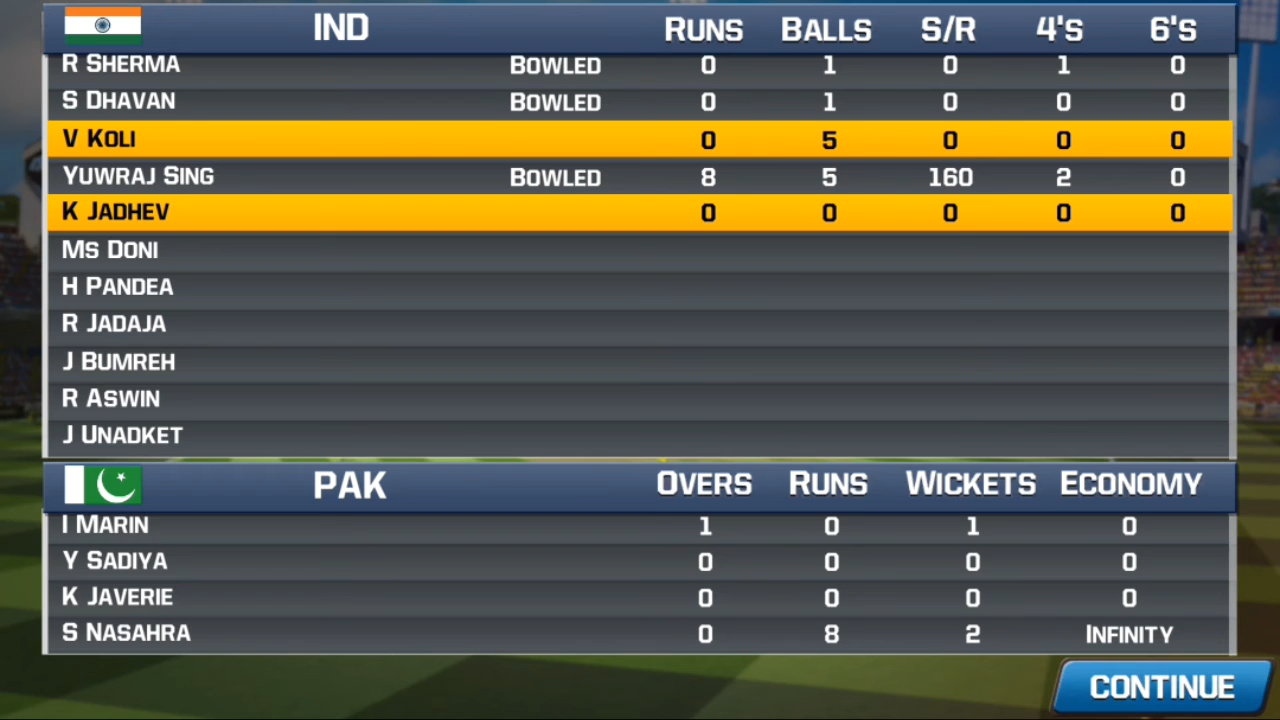 IND RUNS BALLS S/R 4'S 6'S
R SHERMA BOWLED 0 1 0 1 0
S DHAVAN BOWLED 0 1 0 0 0
V KOLI 0 5 0 0 0
YUWRAJ SING BOWLED 8 5 160 2 0
K JADHEV 0 0 0 0 0
MS DONI
H PANDEA
R JADAJA
J BUMREH
R ASWIN
J UNADKET
PAK OVERS RUNS WICKETS ECONOMY
I MARIN 1 0 1 0
Y SADIYA 0 0 0 0
K JAVERIE 0 0 0 0
S NASAHRA 0 8 2 INFINITY
CONTINUE